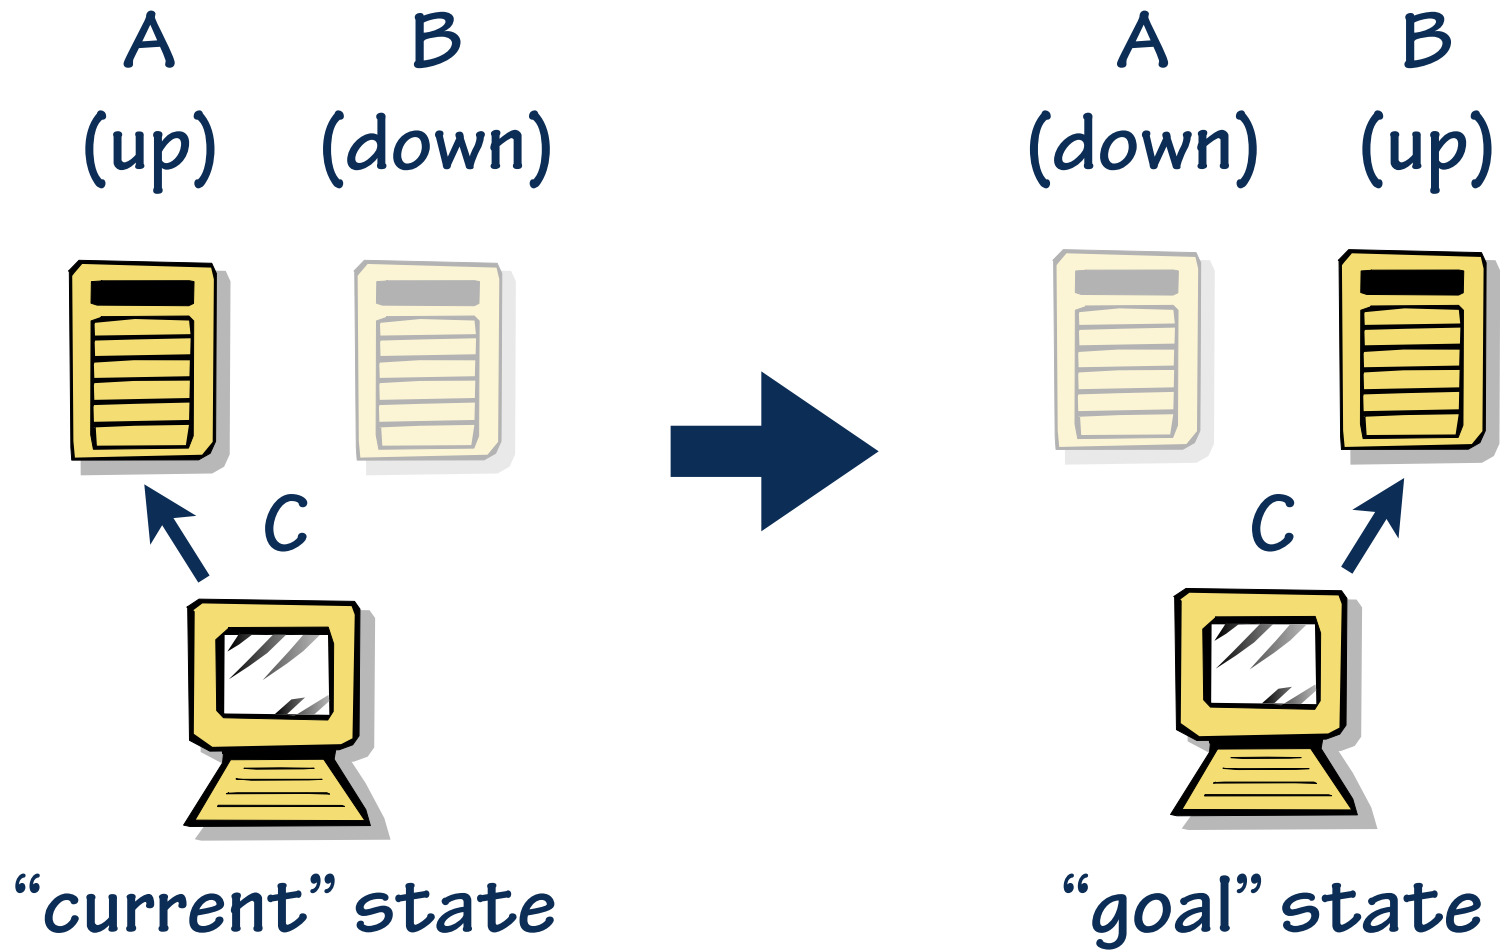 A B
(up) (down)
C
“current” state
A B
(down) (up)
C
“goal” state